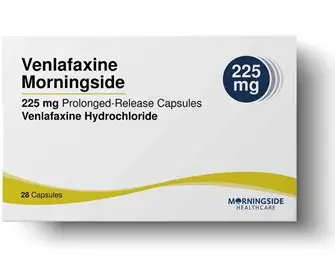 Venlafaxine
Morningside
225 mg
225 mg Prolonged-Release Capsules
Venlafaxine Hydrochloride
28 Capsules
MORNINGSIDE
HEALTHCARE